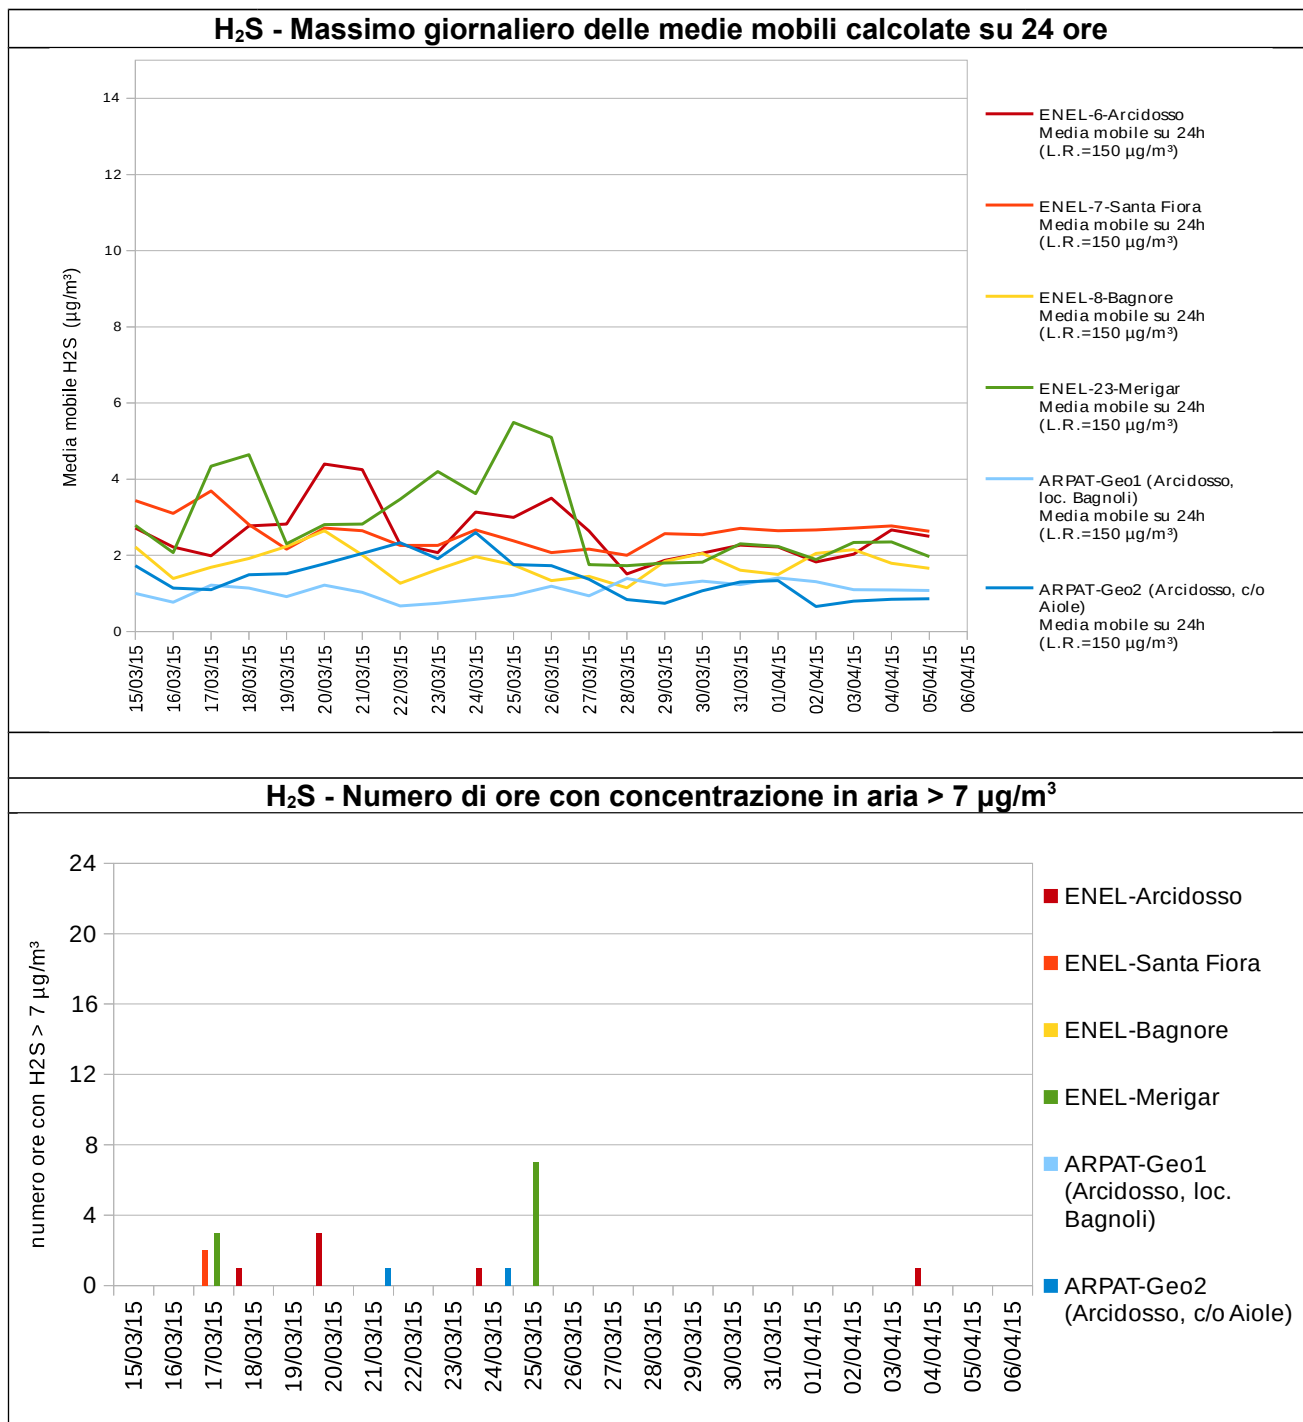 H₂S - Massimo giornaliero delle medie mobili calcolate su 24 ore
Media mobile H2S (µg/m³)
14
12
10
8
6
4
2
0
15/03/15
16/03/15
17/03/15
18/03/15
19/03/15
20/03/15
21/03/15
22/03/15
23/03/15
24/03/15
25/03/15
26/03/15
27/03/15
28/03/15
29/03/15
30/03/15
31/03/15
01/04/15
02/04/15
03/04/15
04/04/15
05/04/15
06/04/15
ENEL-6-Arcidosso
Media mobile su 24h
(L.R.=150 µg/m³)
ENEL-7-Santa Fiora
Media mobile su 24h
(L.R.=150 µg/m³)
ENEL-8-Bagnore
Media mobile su 24h
(L.R.=150 µg/m³)
ENEL-23-Merigar
Media mobile su 24h
(L.R.=150 µg/m³)
ARPAT-Geo1 (Arcidosso,
loc. Bagnoli)
Media mobile su 24h
(L.R.=150 µg/m³)
ARPAT-Geo2 (Arcidosso, c/o
Aiole)
Media mobile su 24h
(L.R.=150 µg/m³)
H₂S - Numero di ore con concentrazione in aria > 7 µg/m³
numero ore con H2S > 7 µg/m³
24
20
16
12
8
4
0
15/03/15
16/03/15
17/03/15
18/03/15
19/03/15
20/03/15
21/03/15
22/03/15
23/03/15
24/03/15
25/03/15
26/03/15
27/03/15
28/03/15
29/03/15
30/03/15
31/03/15
01/04/15
02/04/15
03/04/15
04/04/15
05/04/15
06/04/15
ENEL-Arcidosso
ENEL-Santa Fiora
ENEL-Bagnore
ENEL-Merigar
ARPAT-Geo1
(Arcidosso, loc.
Bagnoli)
ARPAT-Geo2
(Arcidosso, c/o Aiole)